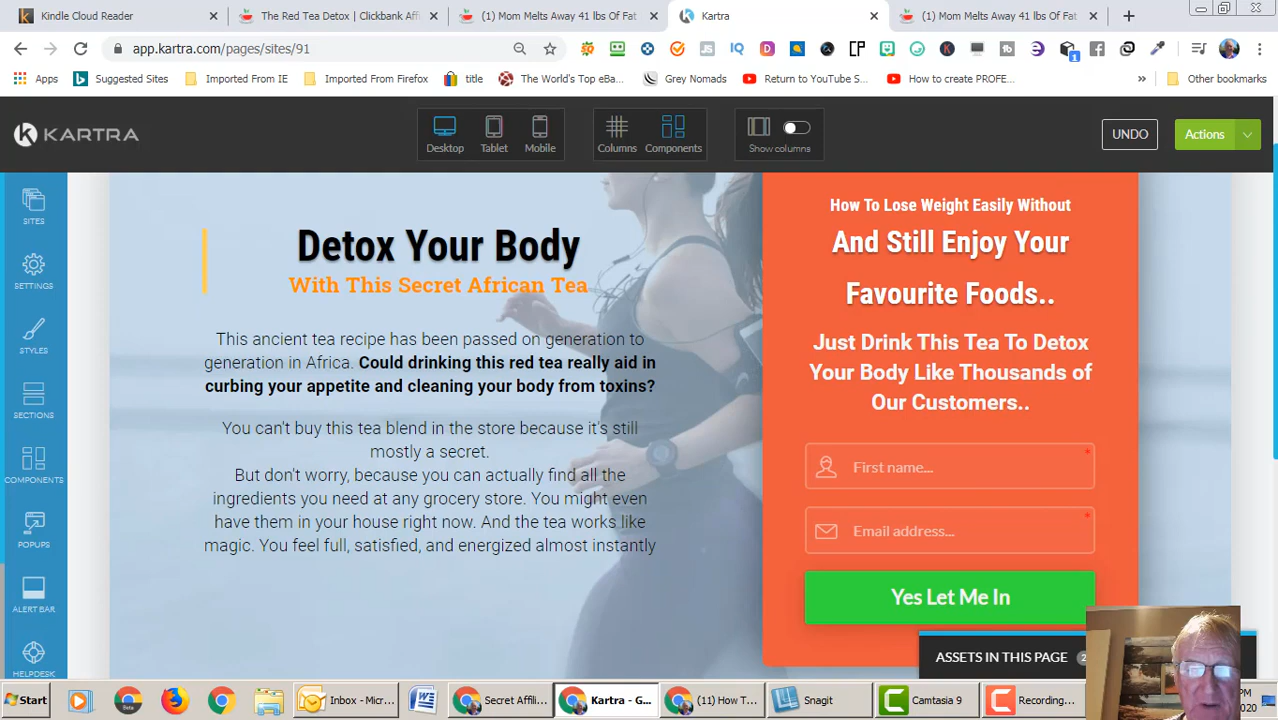 Kindle Cloud Reader
The Red Tea Detox | Clickbank Affi
(1) Mom Melts Away 41 lbs Of Fat
Kartra
(1) Mom Melts Away 41 lbs Of Fat
app.kartra.com/pages/sites/91
Apps
Suggested Sites
Imported From IE
Imported From Firefox
title
The World's Top eBa...
Grey Nomads
Return to YouTube S...
How to create PROFE...
»
Other bookmarks
KARTRA
Desktop
Tablet
Mobile
Columns
Components
Show columns
UNDO
Actions
SITES
SETTINGS
STYLES
SECTIONS
COMPONENTS
POPUPS
ALERT BAR
HELPDESK
Detox Your Body
With This Secret African Tea
This ancient tea recipe has been passed on generation to
generation in Africa. Could drinking this red tea really aid in
curbing your appetite and cleaning your body from toxins?
You can't buy this tea blend in the store because it's still
mostly a secret.
But don't worry, because you can actually find all the
ingredients you need at any grocery store. You might even
have them in your house right now. And the tea works like
magic. You feel full, satisfied, and energized almost instantly
How To Lose Weight Easily Without
And Still Enjoy Your
Favourite Foods..
Just Drink This Tea To Detox
Your Body Like Thousands of
Our Customers..
First name...
*
Email address...
*
Yes Let Me In
ASSETS IN THIS PAGE
Start
Inbox - Micr...
Secret Affili...
Kartra - G...
(11) How T...
Snagit
Camtasia 9
Recording...
PM